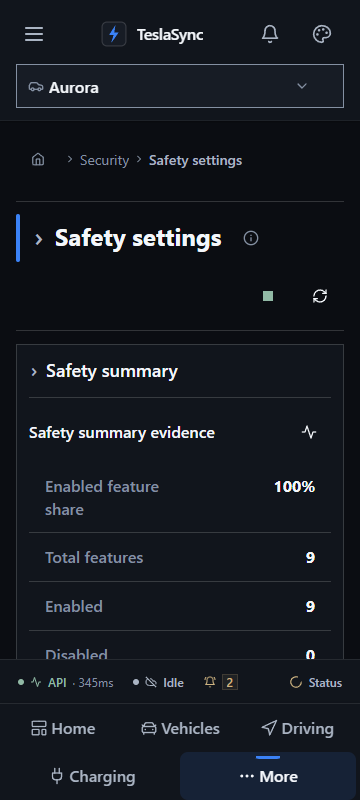 TeslaSync
Aurora
Security
Safety settings
Safety settings
Safety summary
Safety summary evidence
Enabled feature share
100%
Total features
9
Enabled
9
Disabled
0
API · 345ms
Idle
2
Status
Home
Vehicles
Driving
Charging
More